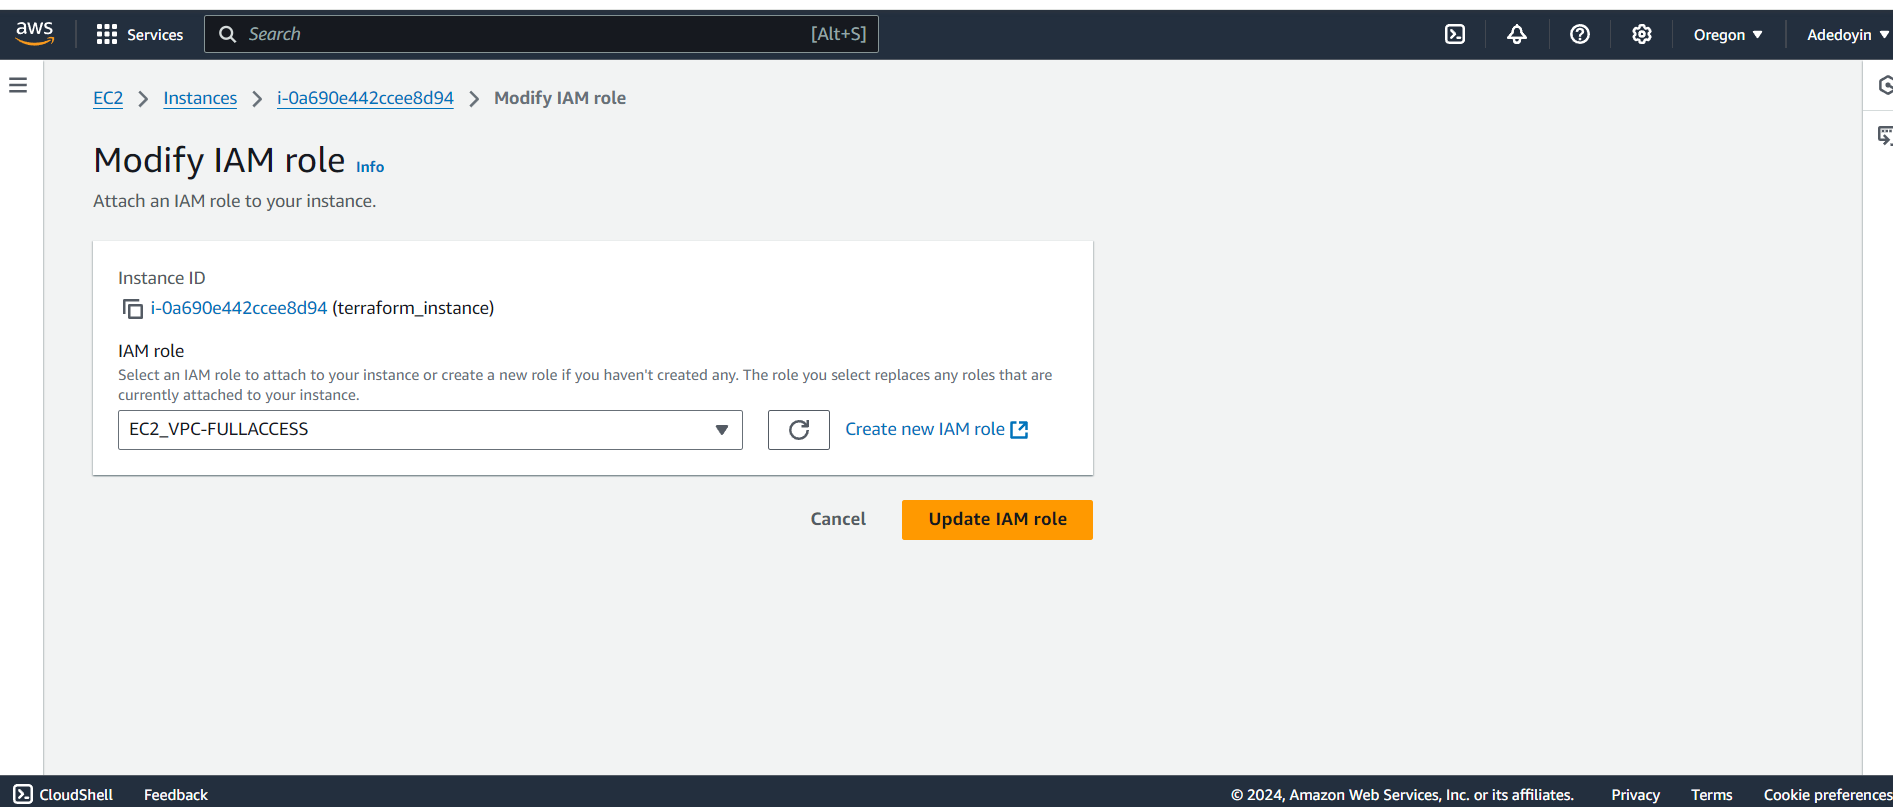 aws
Services
Search [Alt+S]
Oregon
Adedoyin
EC2 Instances i-0a690e442ccee8d94 Modify IAM role
Modify IAM role Info
Attach an IAM role to your instance.
Instance ID
i-0a690e442ccee8d94 (terraform_instance)
IAM role
Select an IAM role to attach to your instance or create a new role if you haven't created any. The role you select replaces any roles that are
currently attached to your instance.
EC2_VPC-FULLACCESS
Create new IAM role
Cancel
Update IAM role
CloudShell
Feedback
© 2024, Amazon Web Services, Inc. or its affiliates.
Privacy
Terms
Cookie preferences